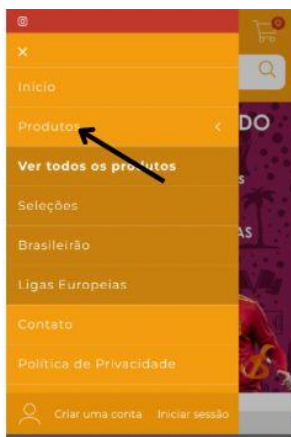 0
Início
Produtos
DO
Ver todos os produtos
S
Seleções
AS
Brasileirão
Ligas Europeias
Contato
Política de Privacidade
Criar uma conta Iniciar sessão